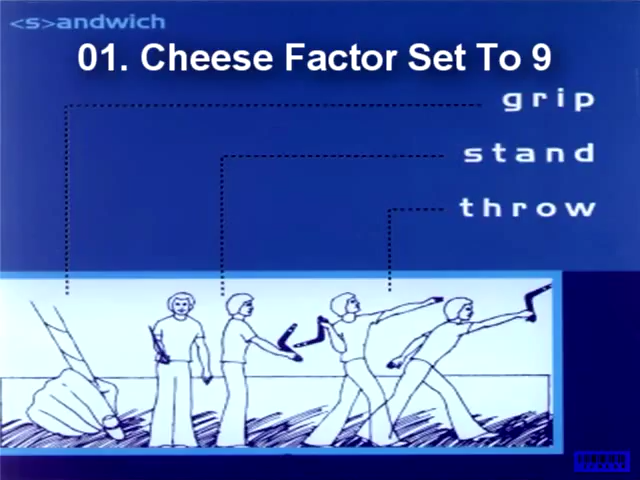 <s>andwich
01. Cheese Factor Set To 9
grip
stand
throw